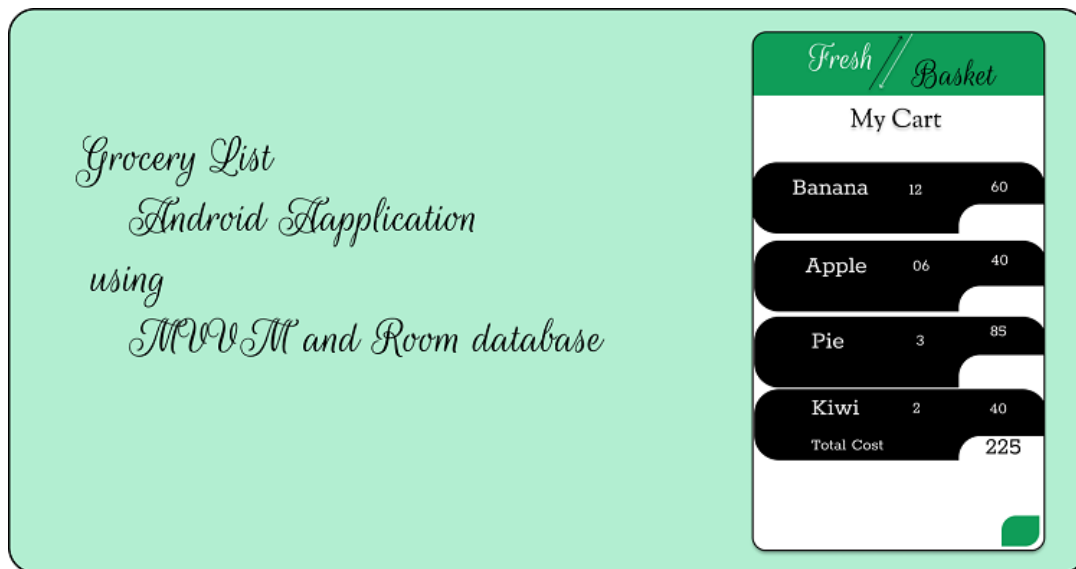 Grocery List
Android Aapplication
using
MVVM and Room database
Fresh Basket
My Cart
Banana 12 60
Apple 06 40
Pie 3 85
Kiwi 2 40
Total Cost 225